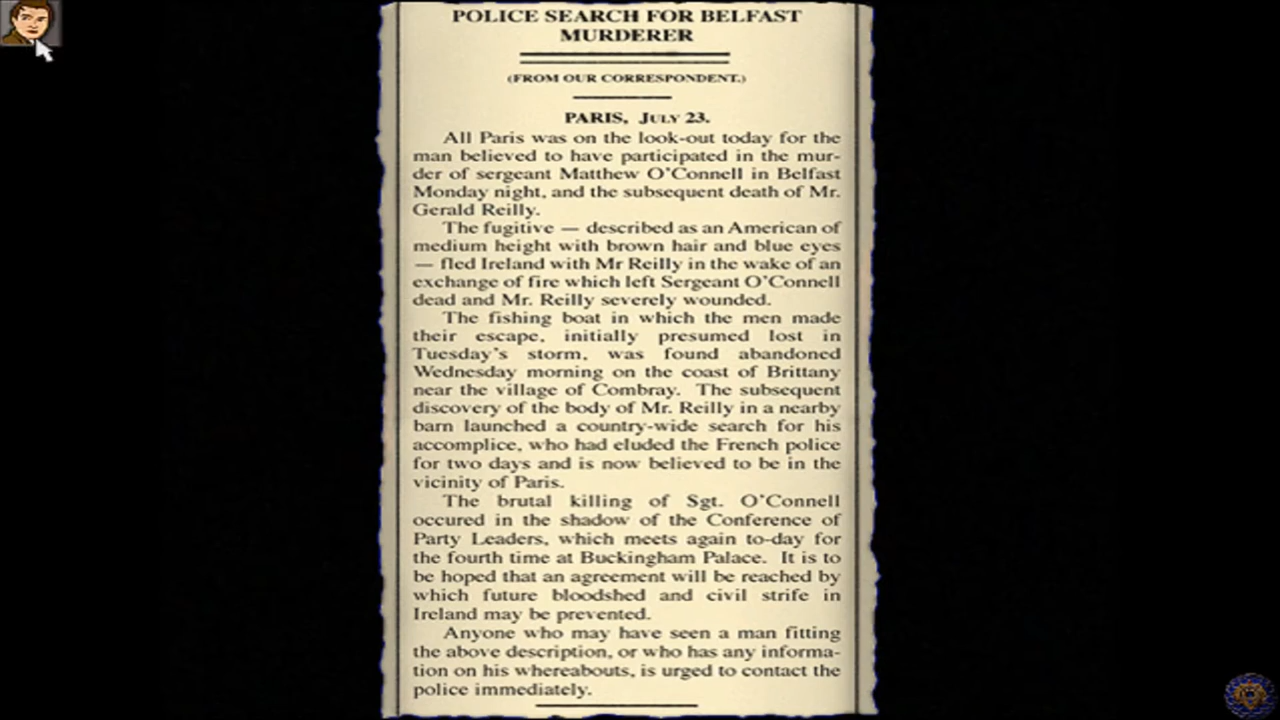 POLICE SEARCH FOR BELFAST
MURDERER
(FROM OUR CORRESPONDENT.)
PARIS, July 23.
All Paris was on the look-out today for the
man believed to have participated in the mur-
der of sergeant Matthew O'Connell in Belfast
Monday night, and the subsequent death of Mr.
Gerald Reilly.
The fugitive — described as an American of
medium height with brown hair and blue eyes
— fled Ireland with Mr Reilly in the wake of an
exchange of fire which left Sergeant O'Connell
dead and Mr. Reilly severely wounded.
The fishing boat in which the men made
their escape, initially presumed lost in
Tuesday's storm, was found abandoned
Wednesday morning on the coast of Brittany
near the village of Combray. The subsequent
discovery of the body of Mr. Reilly in a nearby
barn launched a country-wide search for his
accomplice, who had eluded the French police
for two days and is now believed to be in the
vicinity of Paris.
The brutal killing of Sgt. O'Connell
occured in the shadow of the Conference of
Party Leaders, which meets again to-day for
the fourth time at Buckingham Palace. It is to
be hoped that an agreement will be reached by
which future bloodshed and civil strife in
Ireland may be prevented.
Anyone who may have seen a man fitting
the above description, or who has any informa-
tion on his whereabouts, is urged to contact the
police immediately.